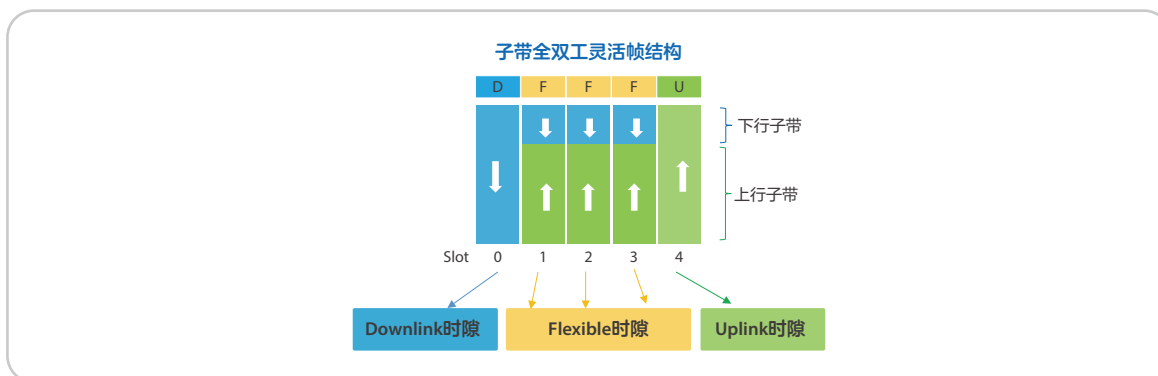 子带全双工灵活帧结构
D F F F U
下行子带
上行子带
Slot 0 1 2 3 4
Downlink时隙 Flexible时隙 Uplink时隙